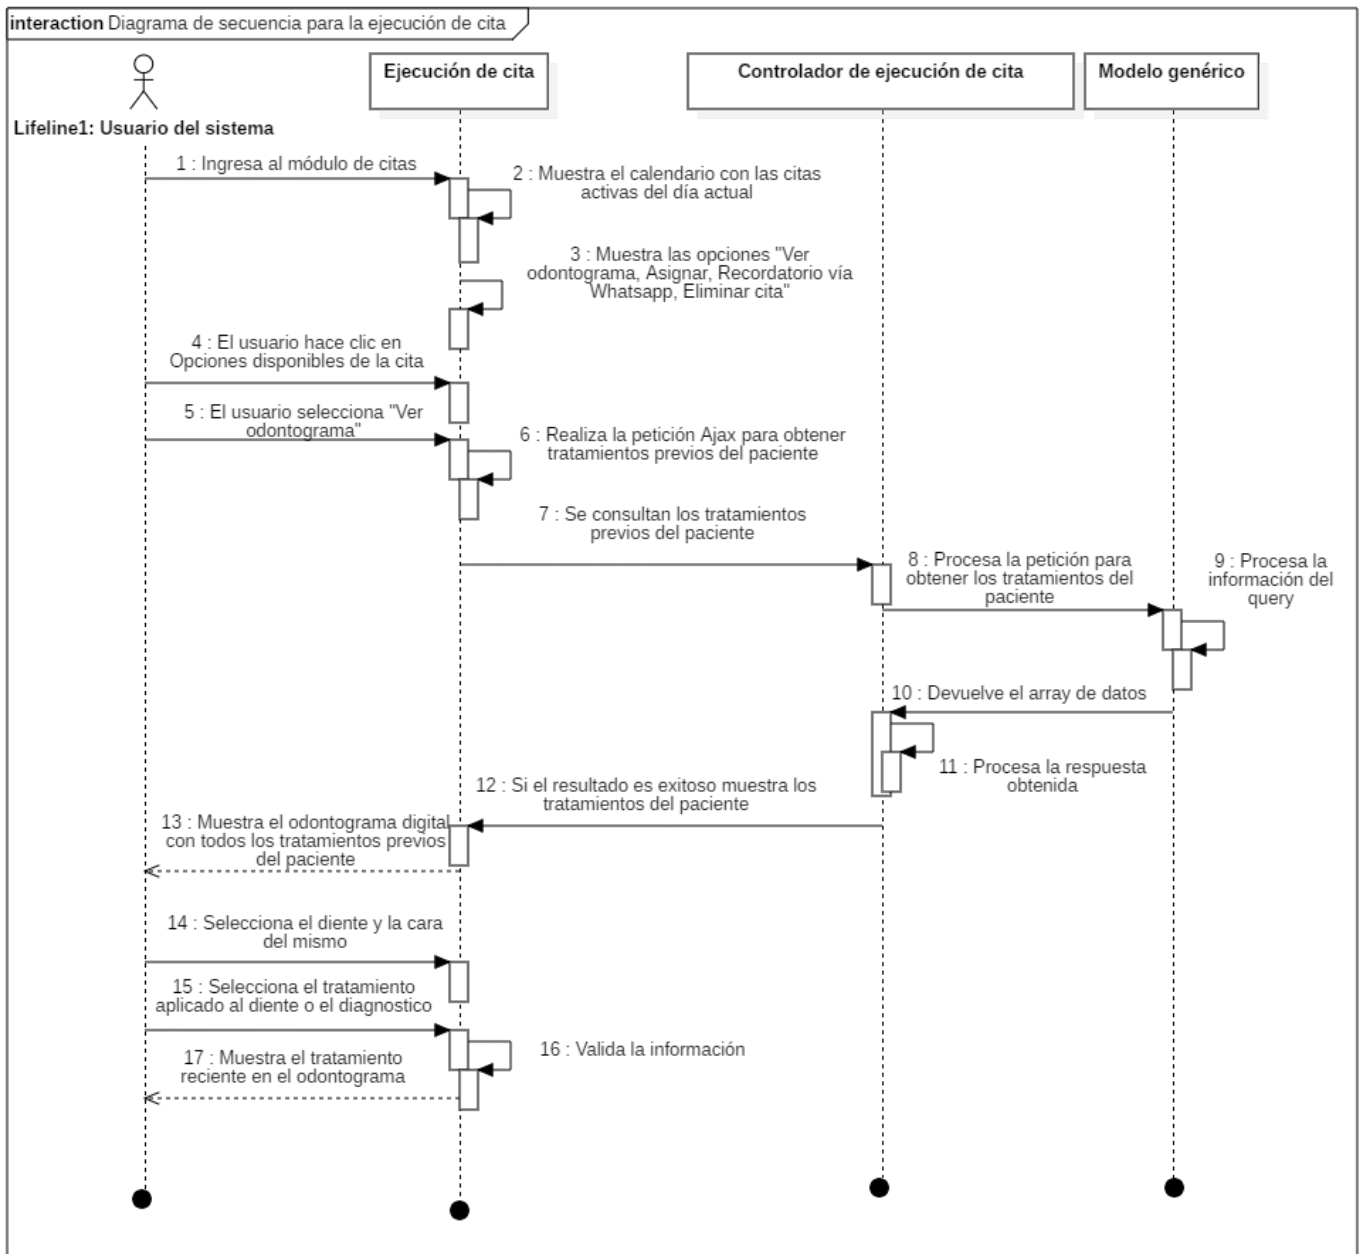 interaction Diagrama de secuencia para la ejecución de cita
Ejecución de cita
Controlador de ejecución de cita
Modelo genérico
Lifeline1: Usuario del sistema
1 : Ingresa al módulo de citas
2 : Muestra el calendario con las citas
activas del día actual
3 : Muestra las opciones "Ver
odontograma, Asignar, Recordatorio vía
Whatsapp, Eliminar cita"
4 : El usuario hace clic en
Opciones disponibles de la cita
5 : El usuario selecciona "Ver
odontograma"
6 : Realiza la petición Ajax para obtener
tratamientos previos del paciente
7 : Se consultan los tratamientos
previos del paciente
8 : Procesa la petición para
obtener los tratamientos del
paciente
9 : Procesa la
información del
query
10 : Devuelve el array de datos
11 : Procesa la respuesta
obtenida
12 : Si el resultado es exitoso muestra los
tratamientos del paciente
13 : Muestra el odontograma digital
con todos los tratamientos previos
del paciente
14 : Selecciona el diente y la cara
del mismo
15 : Selecciona el tratamiento
aplicado al diente o el diagnostico
16 : Valida la información
17 : Muestra el tratamiento
reciente en el odontograma